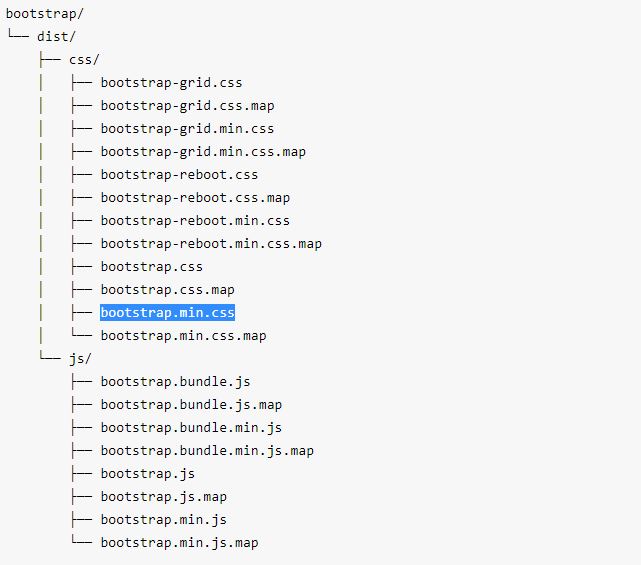 bootstrap/
└── dist/
    ├── css/
    │   ├── bootstrap-grid.css
    │   ├── bootstrap-grid.css.map
    │   ├── bootstrap-grid.min.css
    │   ├── bootstrap-grid.min.css.map
    │   ├── bootstrap-reboot.css
    │   ├── bootstrap-reboot.css.map
    │   ├── bootstrap-reboot.min.css
    │   ├── bootstrap-reboot.min.css.map
    │   ├── bootstrap.css
    │   ├── bootstrap.css.map
    │   ├── bootstrap.min.css
    │   └── bootstrap.min.css.map
    └── js/
        ├── bootstrap.bundle.js
        ├── bootstrap.bundle.js.map
        ├── bootstrap.bundle.min.js
        ├── bootstrap.bundle.min.js.map
        ├── bootstrap.js
        ├── bootstrap.js.map
        ├── bootstrap.min.js
        └── bootstrap.min.js.map